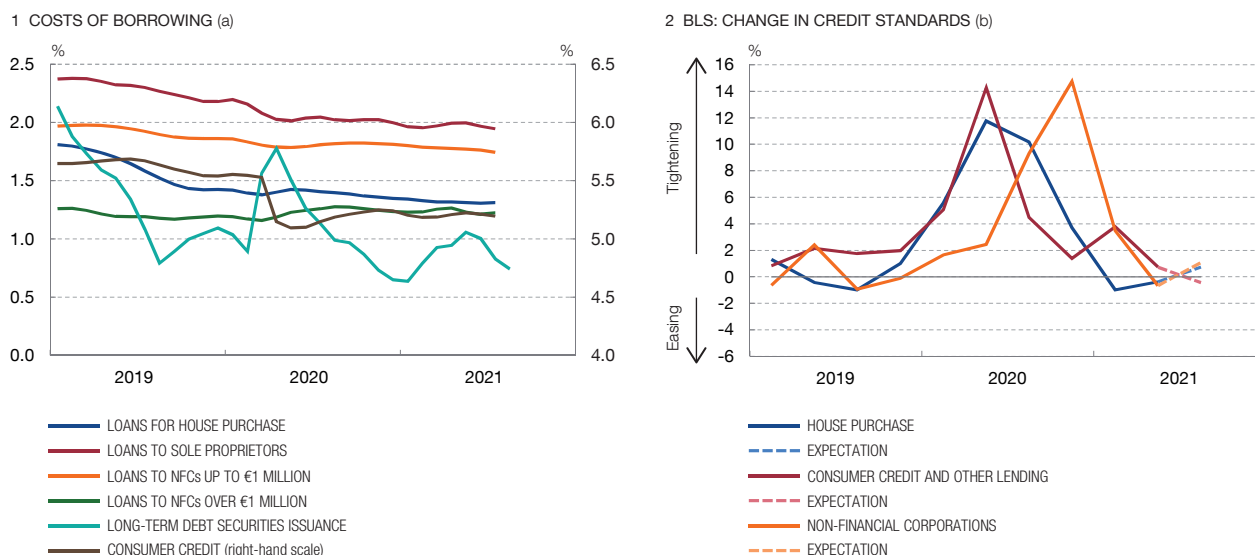 1 COSTS OF BORROWING (a)
% %
2.5 6.5
2.0 6.0
1.5 5.5
1.0 5.0
0.5 4.5
0.0 4.0
2019 2020 2021
LOANS FOR HOUSE PURCHASE
LOANS TO SOLE PROPRIETORS
LOANS TO NFCs UP TO €1 MILLION
LOANS TO NFCs OVER €1 MILLION
LONG-TERM DEBT SECURITIES ISSUANCE
CONSUMER CREDIT (right-hand scale)
2 BLS: CHANGE IN CREDIT STANDARDS (b)
%
Tightening
Easing
16
14
12
10
8
6
4
2
0
-2
-4
-6
2019 2020 2021
HOUSE PURCHASE
EXPECTATION
CONSUMER CREDIT AND OTHER LENDING
EXPECTATION
NON-FINANCIAL CORPORATIONS
EXPECTATION